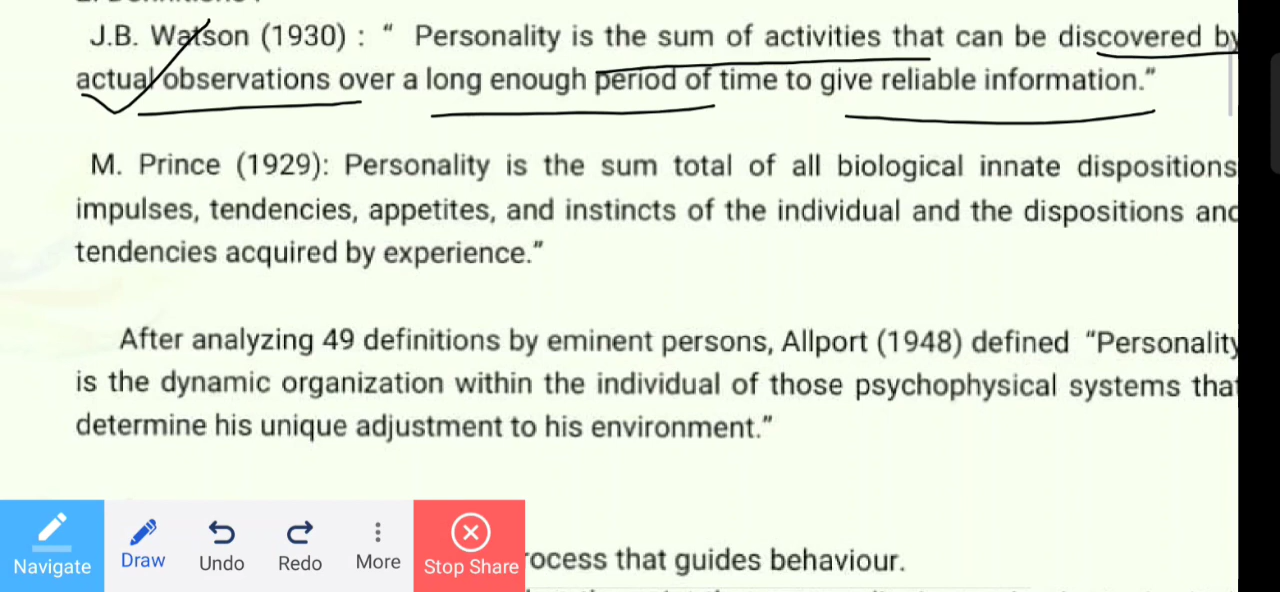 J.B. Watson (1930) : “ Personality is the sum of activities that can be discovered by
actual observations over a long enough period of time to give reliable information.”
M. Prince (1929): Personality is the sum total of all biological innate dispositions
impulses, tendencies, appetites, and instincts of the individual and the dispositions and
tendencies acquired by experience.”
After analyzing 49 definitions by eminent persons, Allport (1948) defined “Personality
is the dynamic organization within the individual of those psychophysical systems that
determine his unique adjustment to his environment.”
that guides behaviour.
Navigate Draw Undo Redo More Stop Share